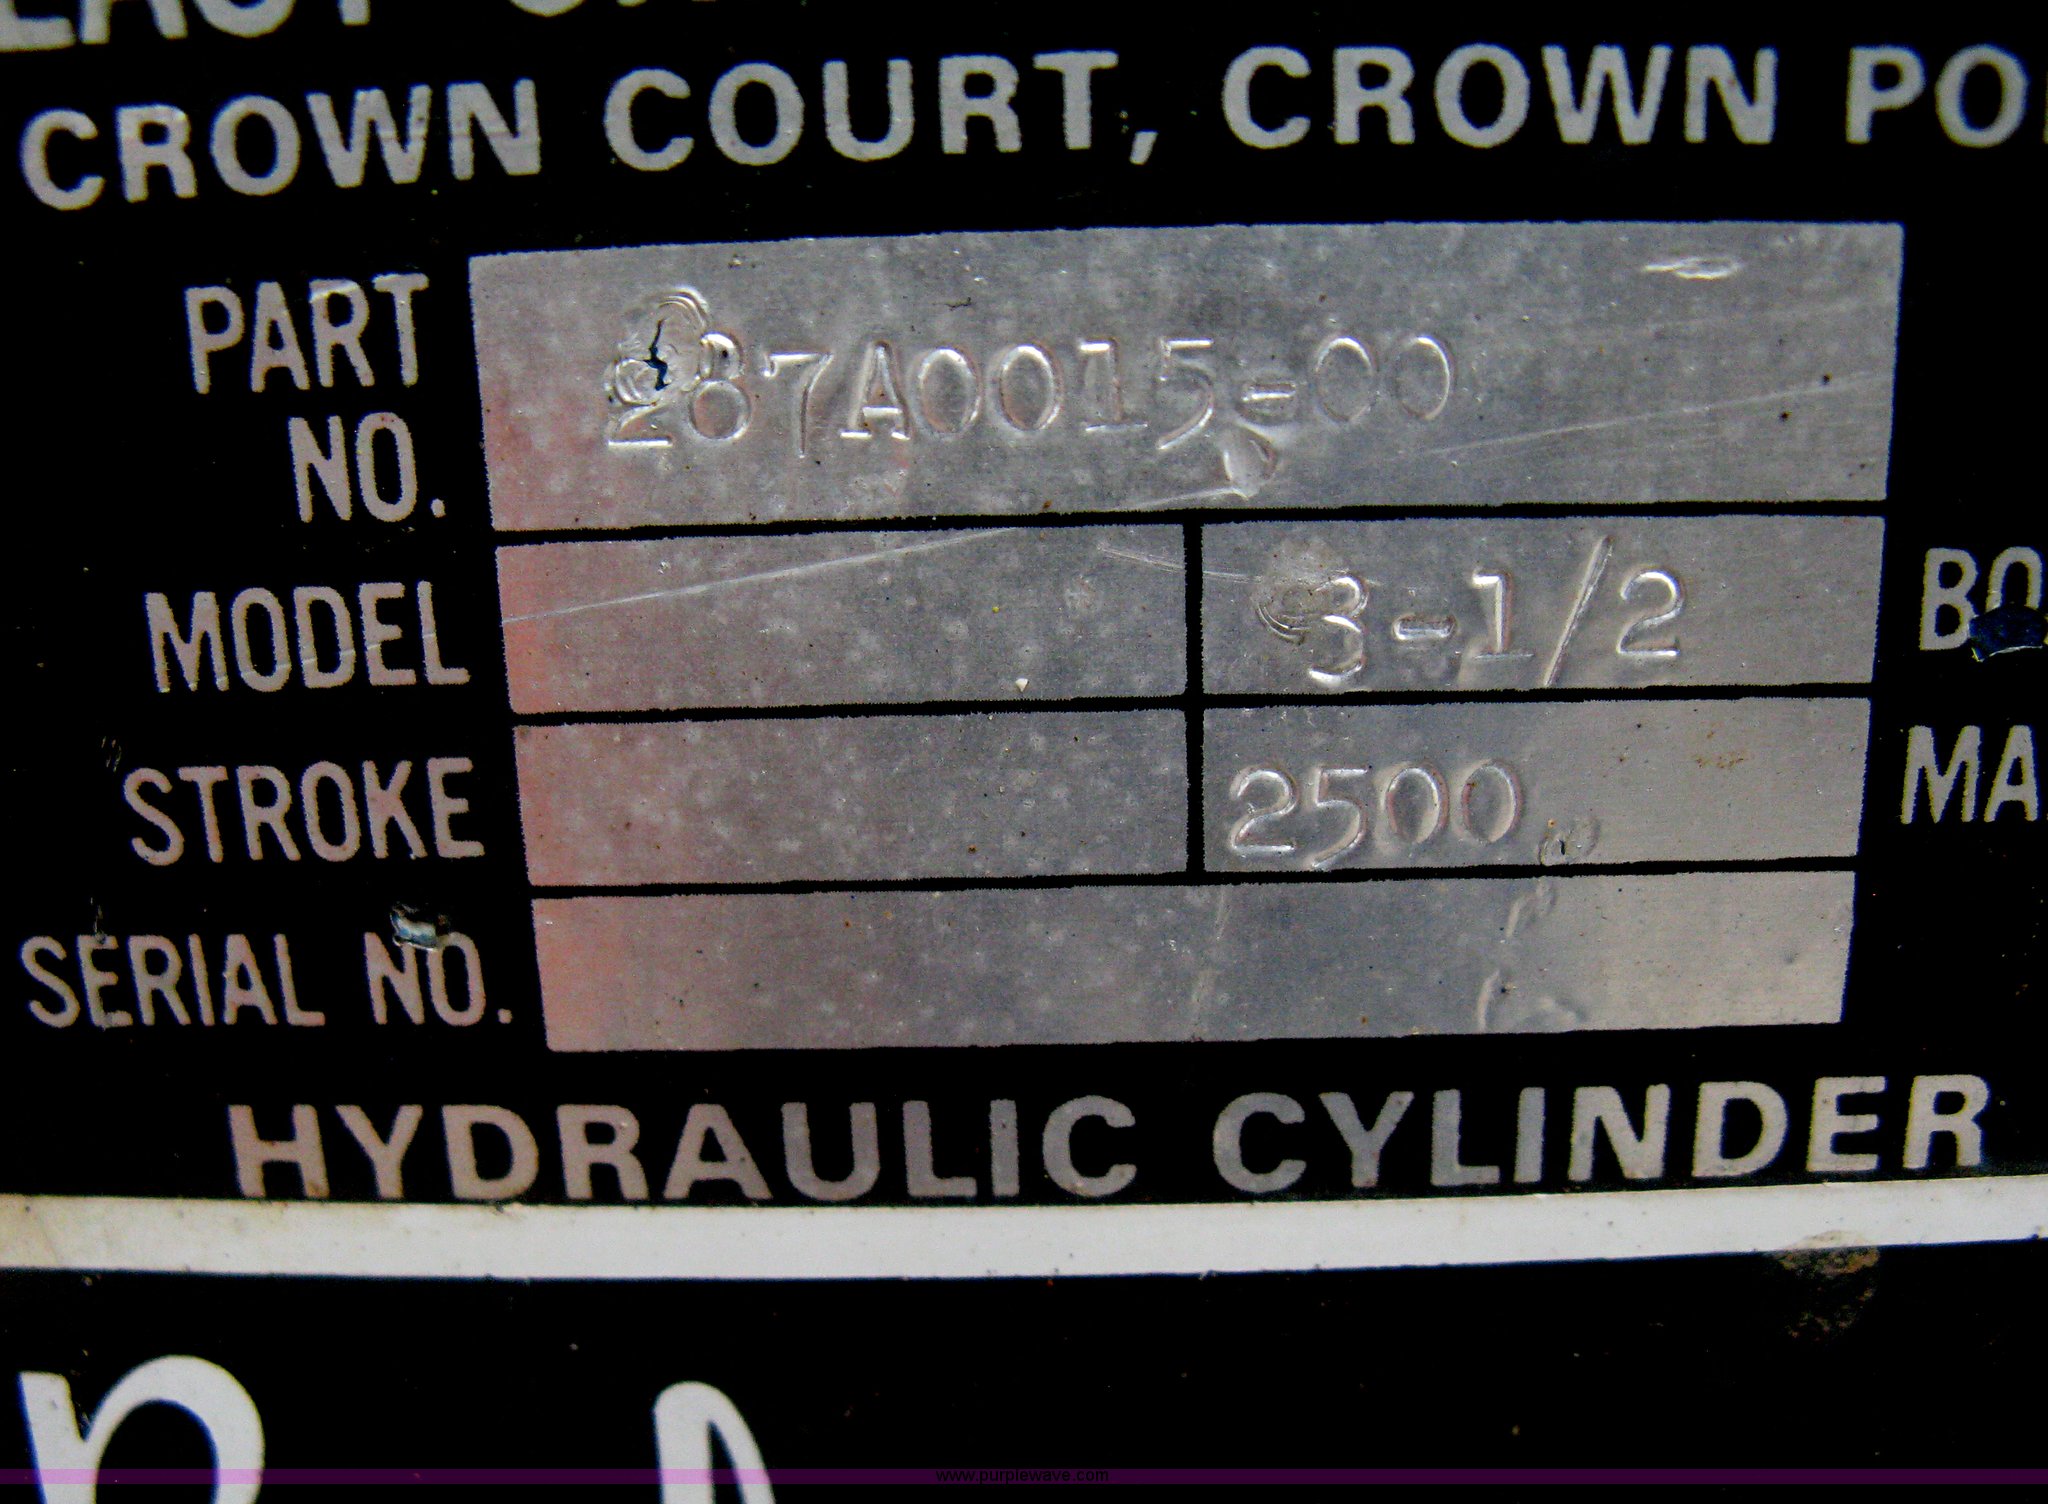 CROWN COURT, CROWN PO
PART NO. 287A0015-00
MODEL 3-1/2 BO
STROKE 2500 MA
SERIAL NO.
HYDRAULIC CYLINDER
www.purplewave.com